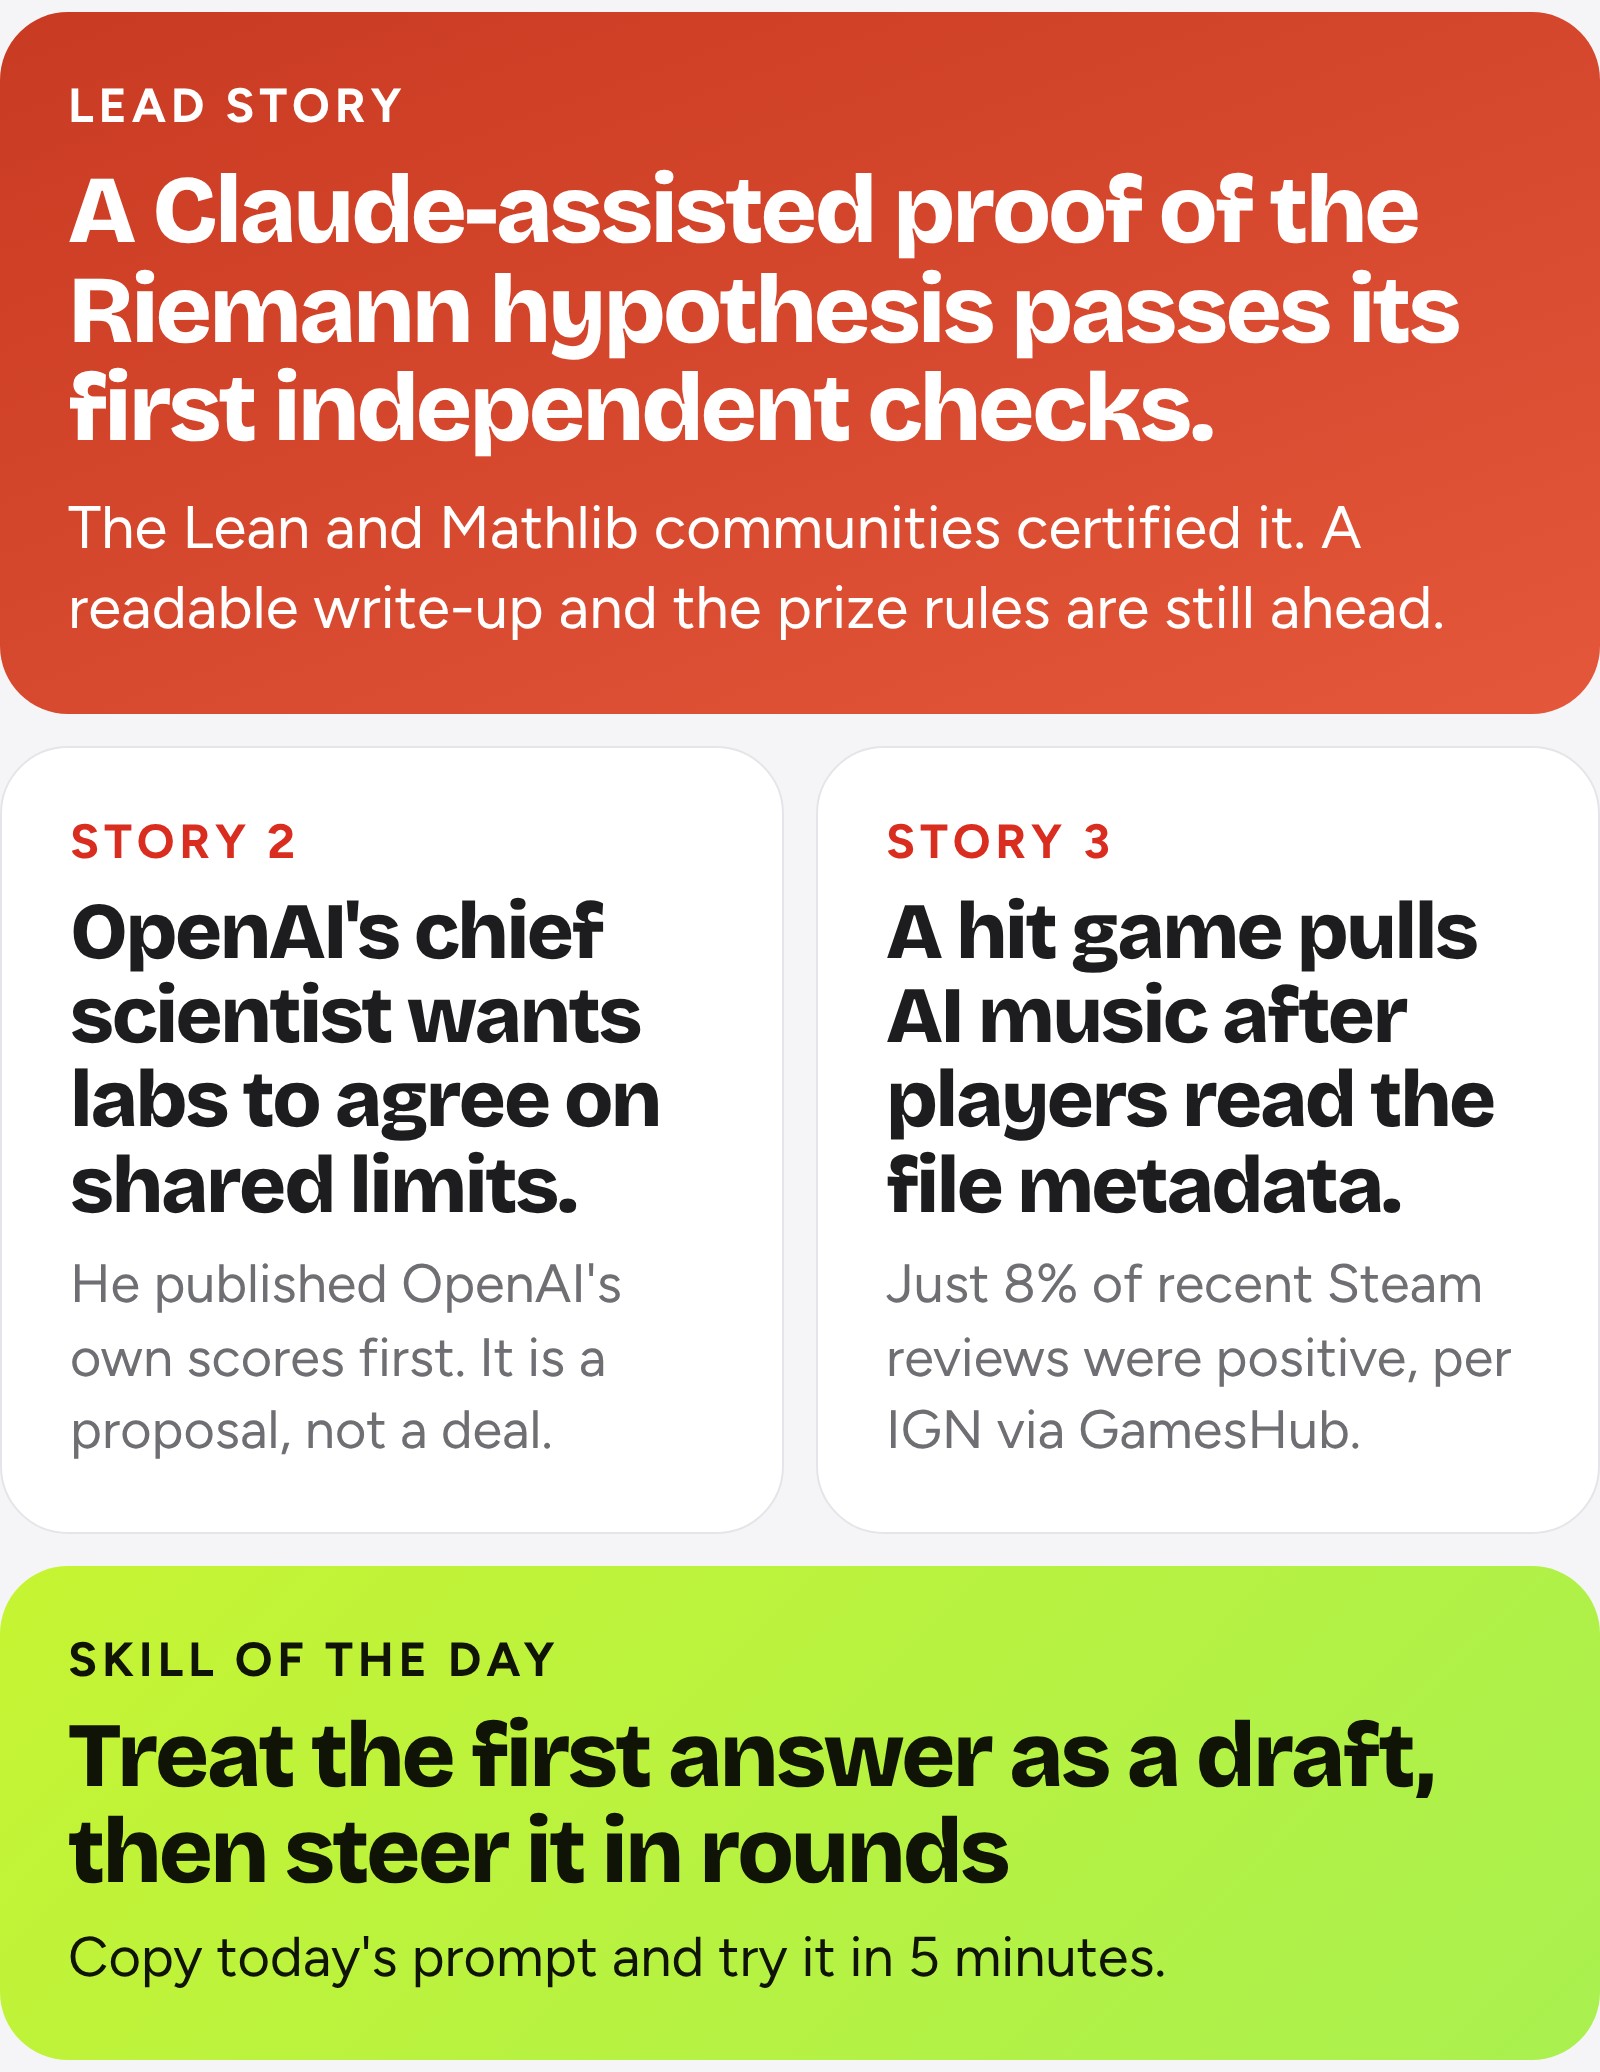 LEAD STORY
A Claude-assisted proof of the
Riemann hypothesis passes its
first independent checks.
The Lean and Mathlib communities certified it. A
readable write-up and the prize rules are still ahead.
STORY 2
OpenAI's chief
scientist wants
labs to agree on
shared limits.
He published OpenAI's
own scores first. It is a
proposal, not a deal.
STORY 3
A hit game pulls
AI music after
players read the
file metadata.
Just 8% of recent Steam
reviews were positive, per
IGN via GamesHub.
SKILL OF THE DAY
Treat the first answer as a draft,
then steer it in rounds
Copy today's prompt and try it in 5 minutes.